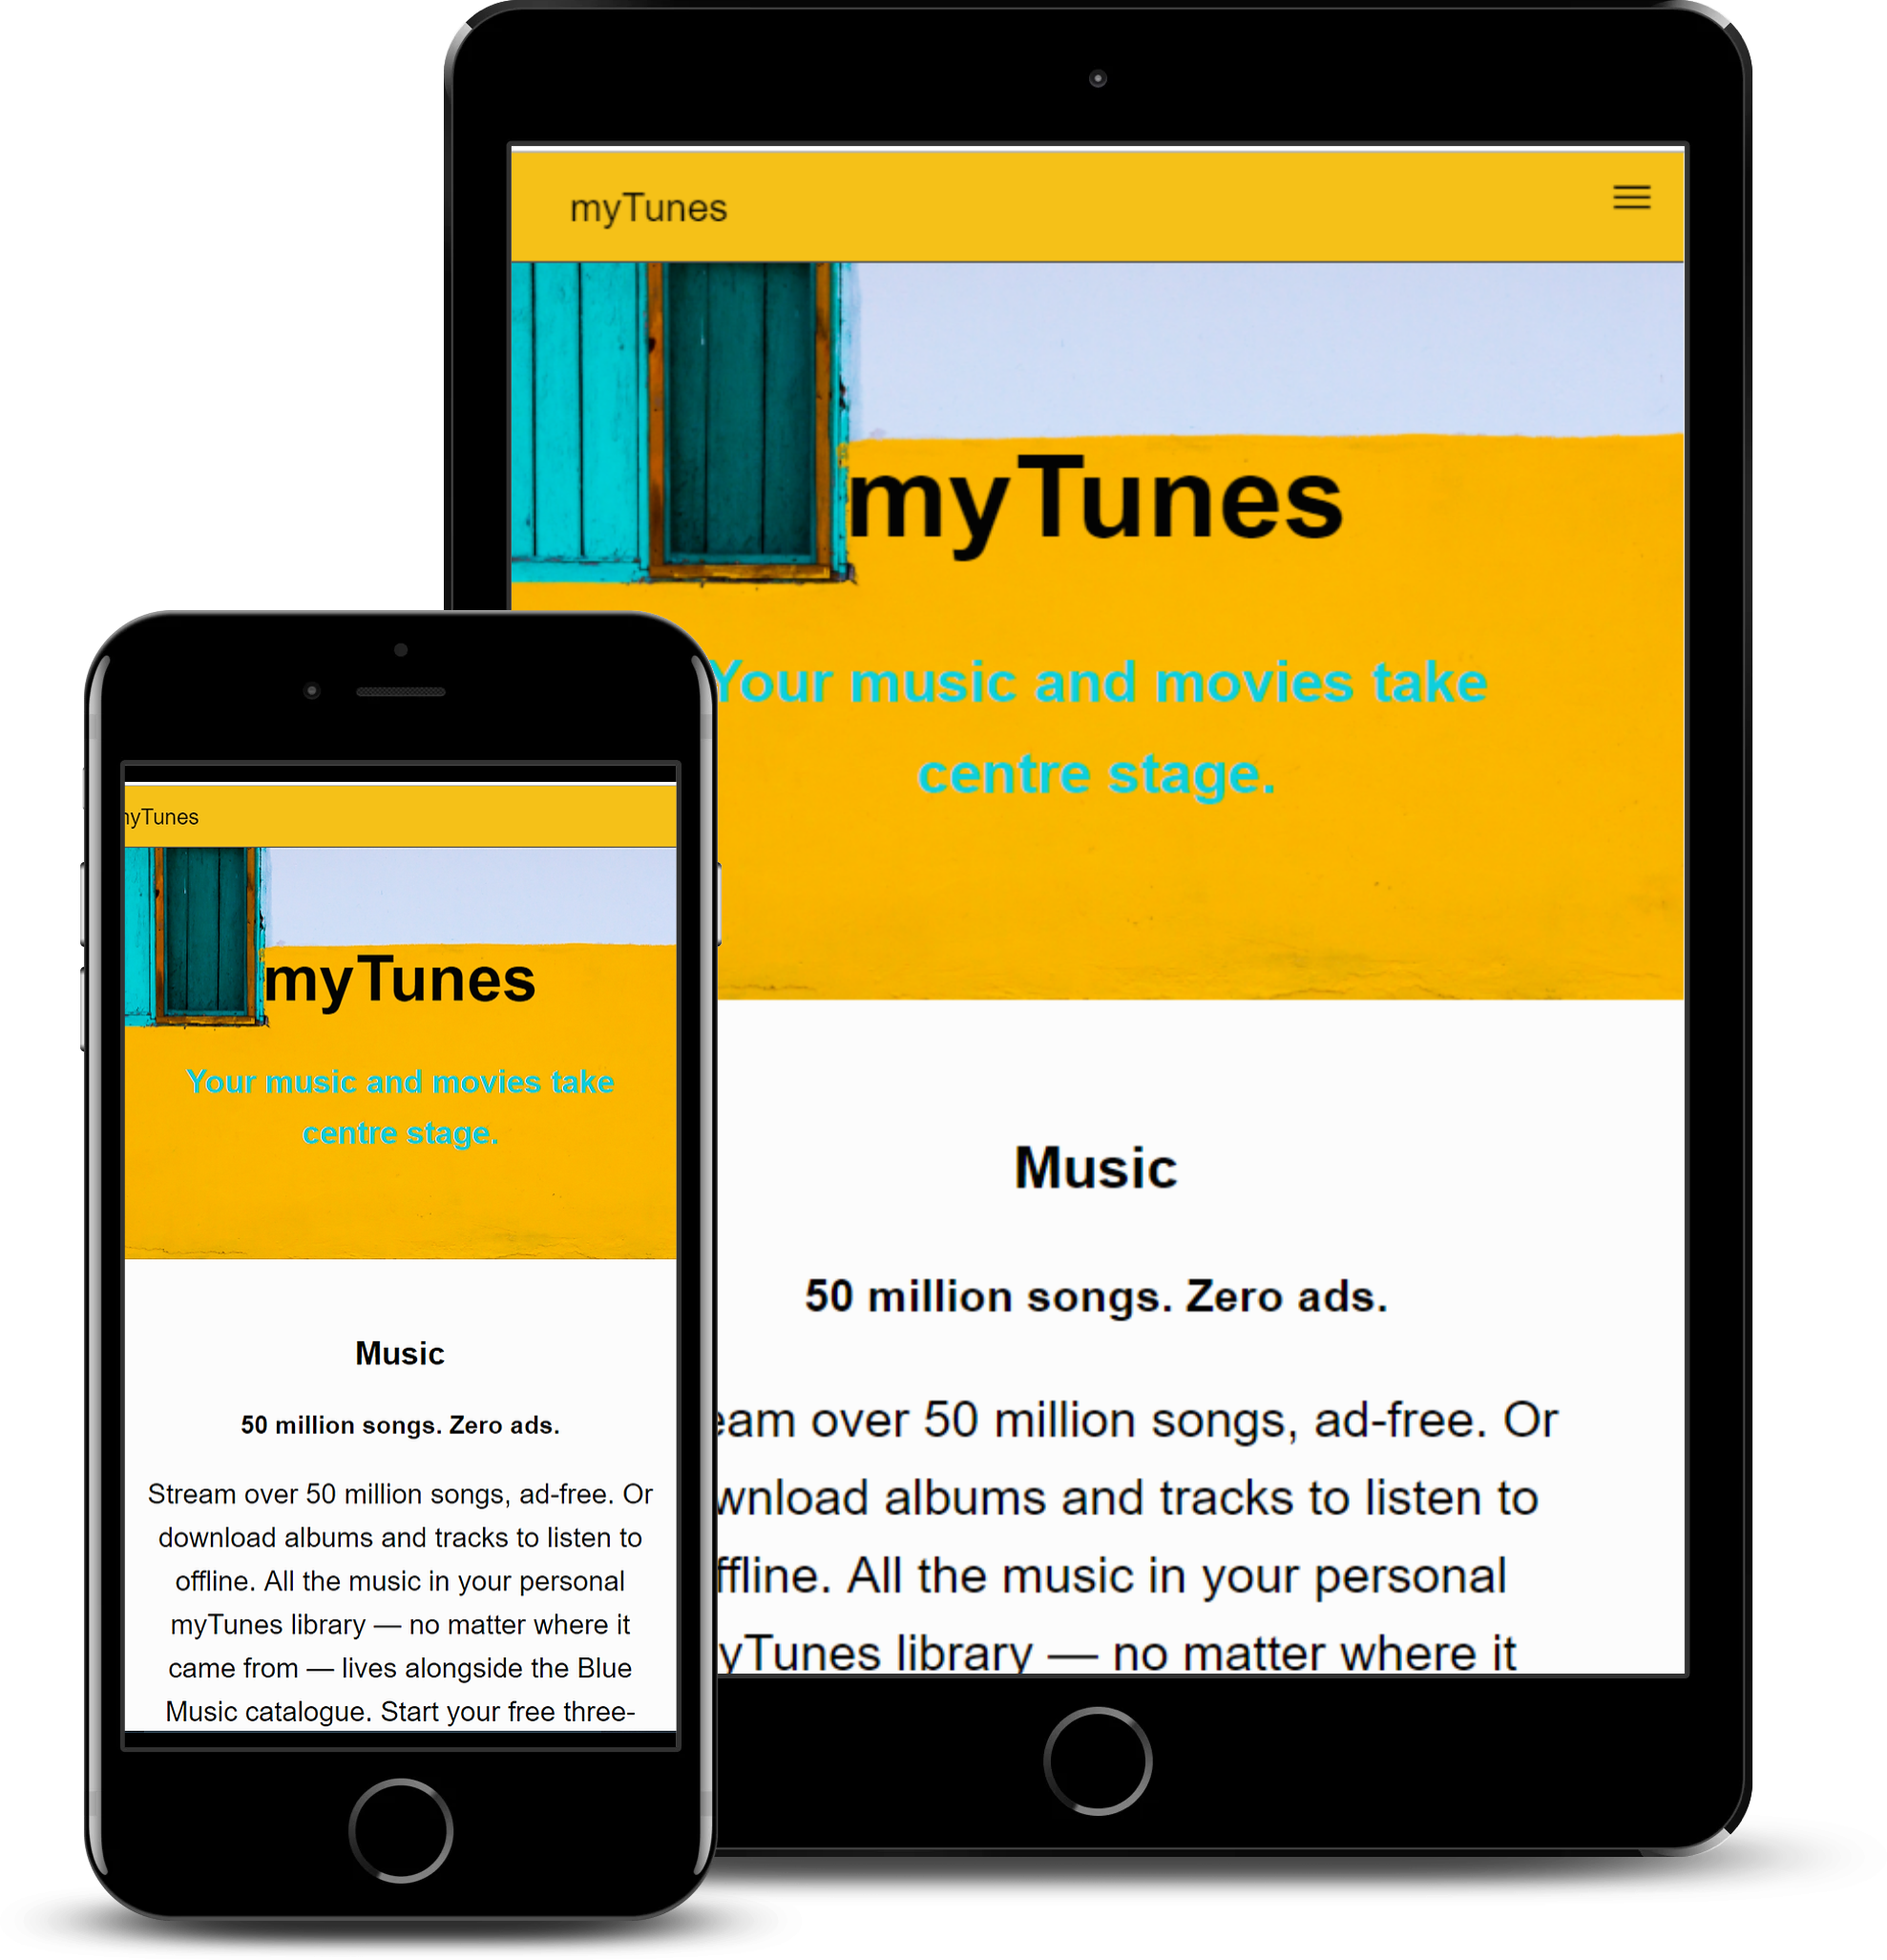 myTunes
myTunes
Your music and movies take
centre stage.
Music
50 million songs. Zero ads.
eam over 50 million songs, ad-free. Or
wnload albums and tracks to listen to
ffline. All the music in your personal
yTunes library — no matter where it
myTunes
myTunes
Your music and movies take
centre stage.
Music
50 million songs. Zero ads.
Stream over 50 million songs, ad-free. Or
download albums and tracks to listen to
offline. All the music in your personal
myTunes library — no matter where it
came from — lives alongside the Blue
Music catalogue. Start your free three-